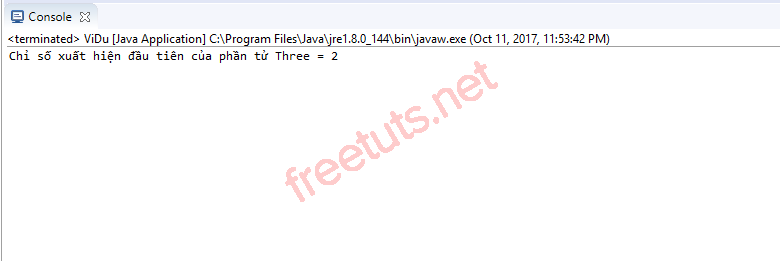 Console
<terminated> ViDu [Java Application] C:\Program Files\Java\jre1.8.0_144\bin\javaw.exe (Oct 11, 2017, 11:53:42 PM)
Chỉ số xuất hiện đầu tiên của phần tử Three = 2
freetuts.net